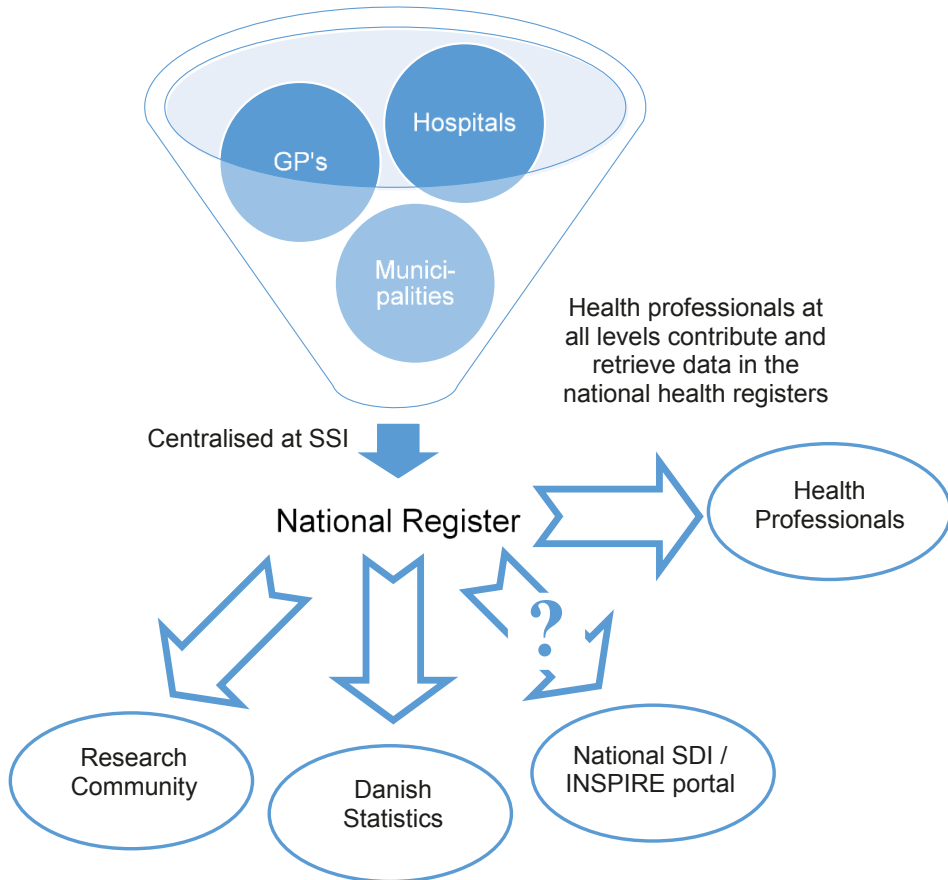 Hospitals
GP's
Munici-
palities
Health professionals at
all levels contribute and
retrieve data in the
national health registers
Centralised at SSI
National Register
Health
Professionals
?
Research
Community
Danish
Statistics
National SDI /
INSPIRE portal